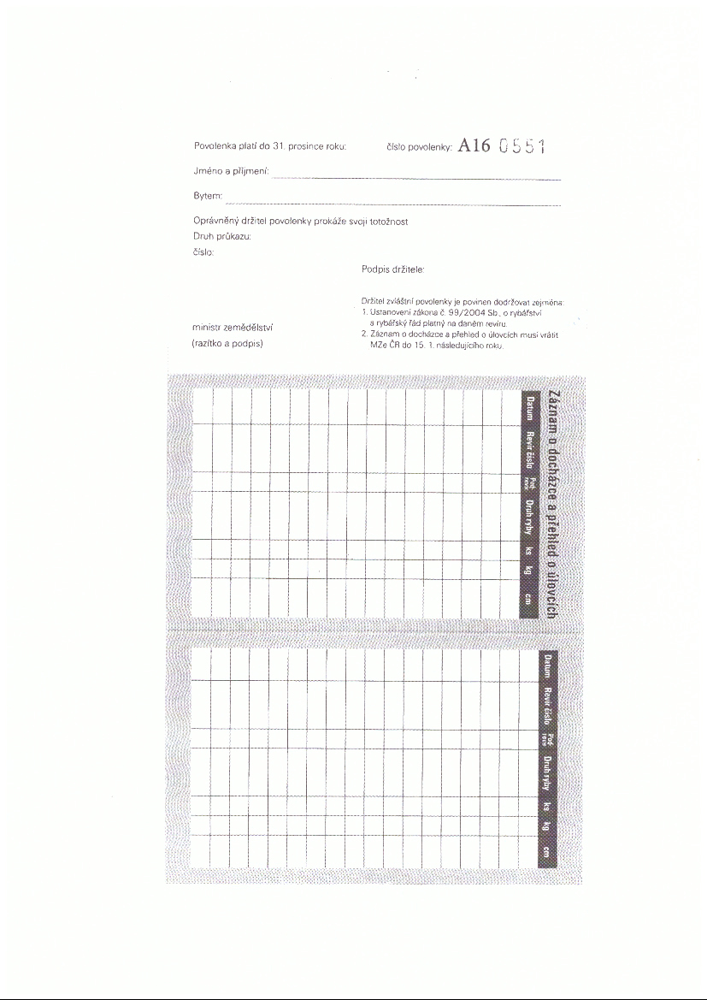 Povolenka platí do 31. prosince roku: číslo povolenky: A16 0551
Jméno a příjmení:
Bytem:
Oprávněný držitel povolenky prokáže svoji totožnost
Druh průkazu:
číslo:
Podpis držitele:
Držitel zvláštní povolenky je povinen dodržovat zejména:
1. Ustanovení zákona č. 99/2004 Sb., o rybářství
a rybářský řád platný na daném revíru.
2. Záznam o docházce a přehled o úlovcích musí vrátit
MZe ČR do 15. 1. následujícího roku.
ministr zemědělství
(razítko a podpis)
Záznam o docházce a přehled o úlovcích
Datum Revír číslo Pod-revír Druh ryby ks kg cm
Datum Revír číslo Pod-revír Druh ryby ks kg cm